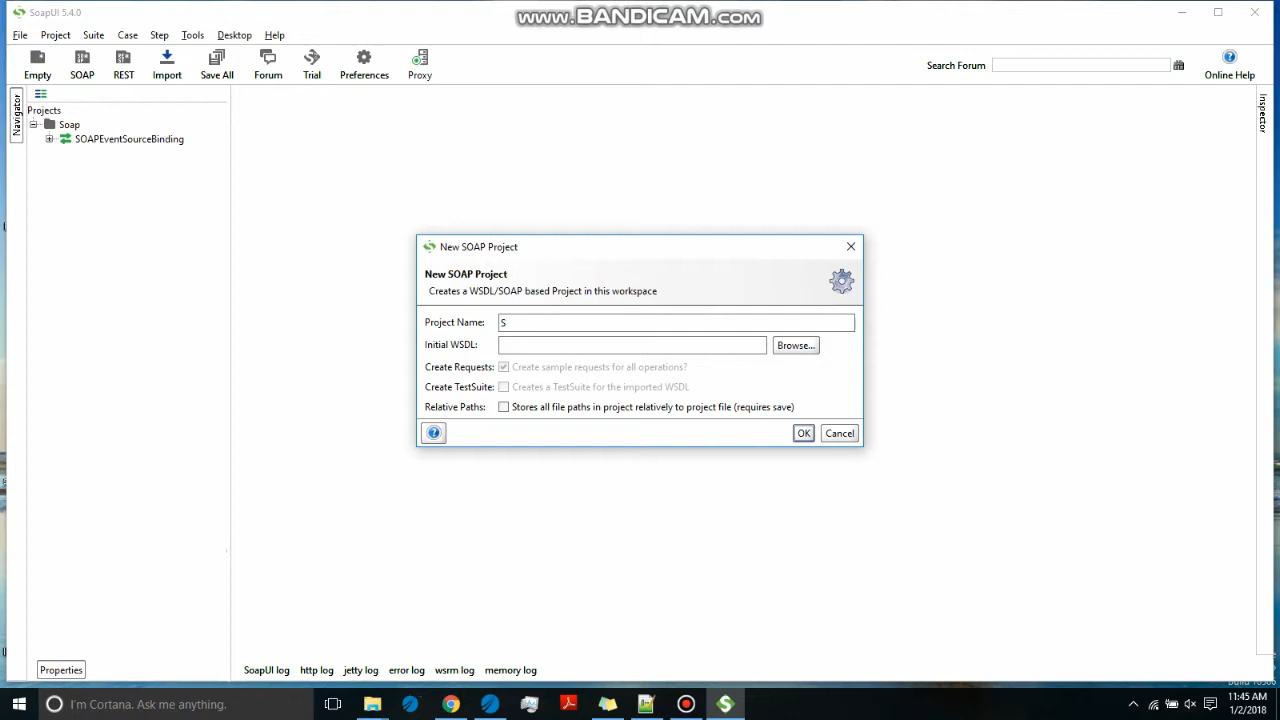 SoapUI 5.4.0
www.BANDICAM.com
File Project Suite Case Step Tools Desktop Help
Empty SOAP REST Import Save All Forum Trial Preferences Proxy
Search Forum
Online Help
Navigator
Projects
Soap
SOAPEventSourceBinding
Inspector
New SOAP Project
New SOAP Project
Creates a WSDL/SOAP based Project in this workspace
Project Name: S
Initial WSDL: Browse...
Create Requests: Create sample requests for all operations?
Create TestSuite: Creates a TestSuite for the imported WSDL
Relative Paths: Stores all file paths in project relatively to project file (requires save)
OK Cancel
Properties
SoapUI log http log jetty log error log wsrm log memory log
I'm Cortana. Ask me anything.
11:45 AM
1/2/2018